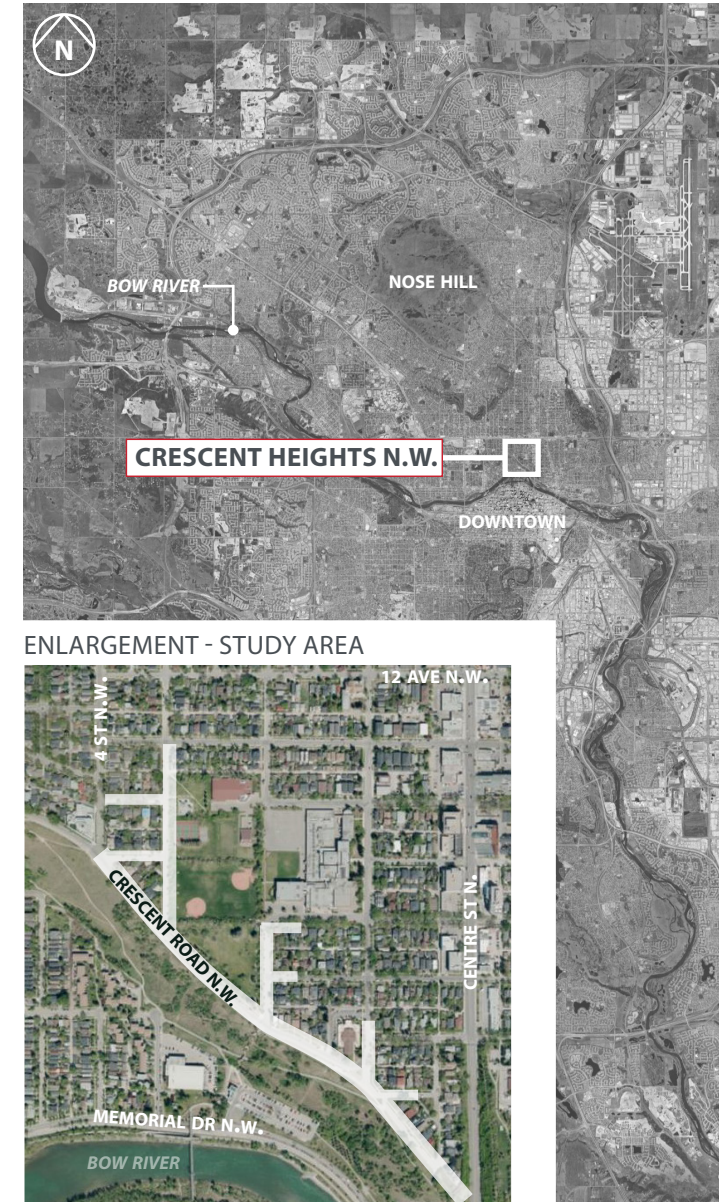 N
BOW RIVER
NOSE HILL
CRESCENT HEIGHTS N.W.
DOWNTOWN
ENLARGEMENT - STUDY AREA
12 AVE N.W.
4 ST N.W.
CRESCENT ROAD N.W.
CENTRE ST N.
MEMORIAL DR N.W.
BOW RIVER